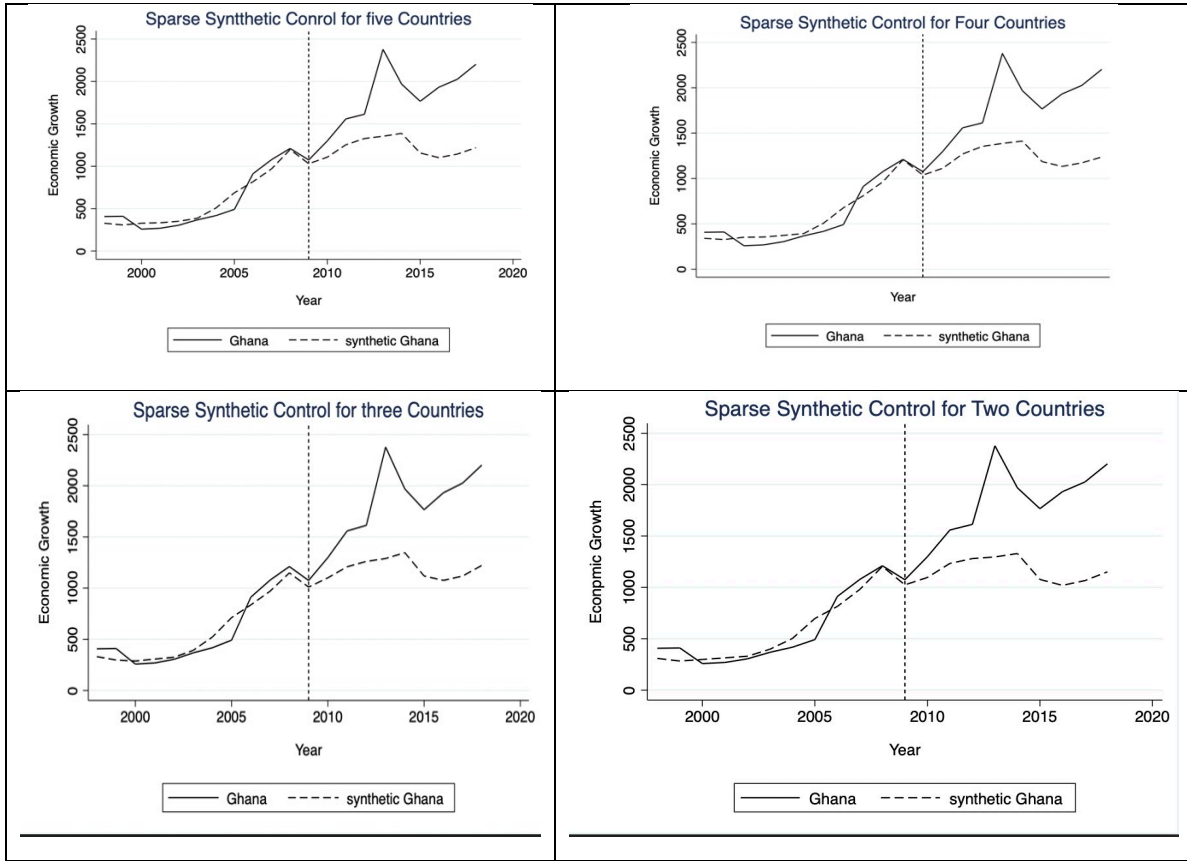 Sparse Syntthetic Conrol for five Countries
2500
2000
1500
1000
500
0
Economic Growth
2000 2005 2010 2015 2020
Year
Ghana synthetic Ghana
Sparse Synthetic Control for Four Countries
2500
2000
1500
1000
500
0
Economic Growth
Year
Ghana synthetic Ghana
Sparse Synthetic Control for three Countries
2500
2000
1500
1000
500
0
Economic Growth
2000 2005 2010 2015 2020
Year
Ghana synthetic Ghana
Sparse Synthetic Control for Two Countries
2500
2000
1500
1000
500
0
Econpmic Growth
2000 2005 2010 2015 2020
Year
Ghana synthetic Ghana